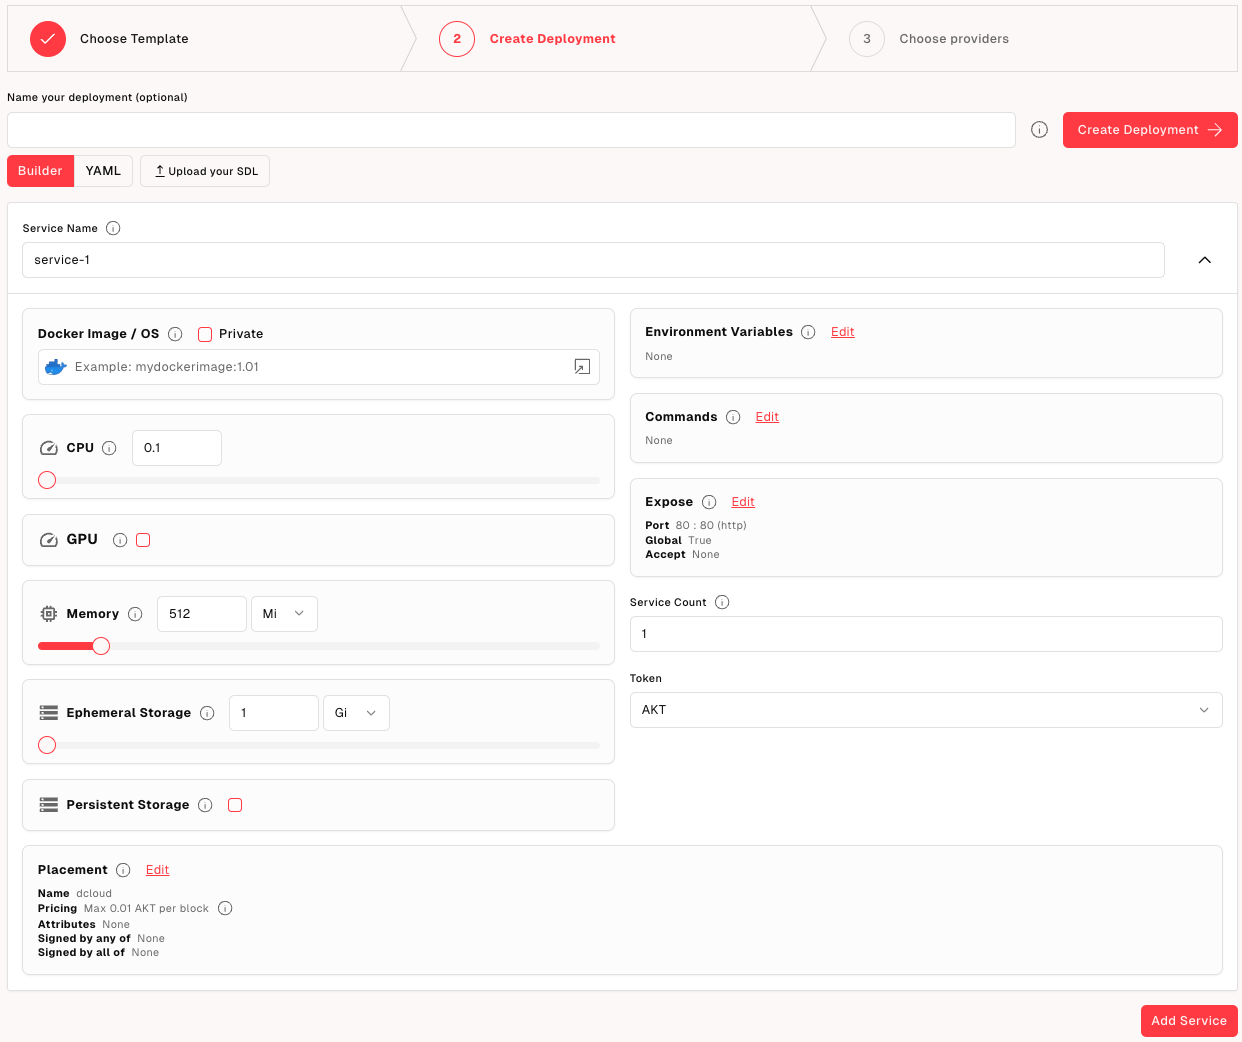 Choose Template
2
Create Deployment
3
Choose providers
Name your deployment (optional)
Create Deployment
Builder
YAML
Upload your SDL
Service Name
service-1
Docker Image / OS
Private
Example: mydockerimage:1.01
CPU
0.1
GPU
Memory
512
Mi
Ephemeral Storage
1
Gi
Persistent Storage
Environment Variables
Edit
None
Commands
Edit
None
Expose
Edit
Port 80 : 80 (http)
Global True
Accept None
Service Count
1
Token
AKT
Placement
Edit
Name dcloud
Pricing Max 0.01 AKT per block
Attributes None
Signed by any of None
Signed by all of None
Add Service